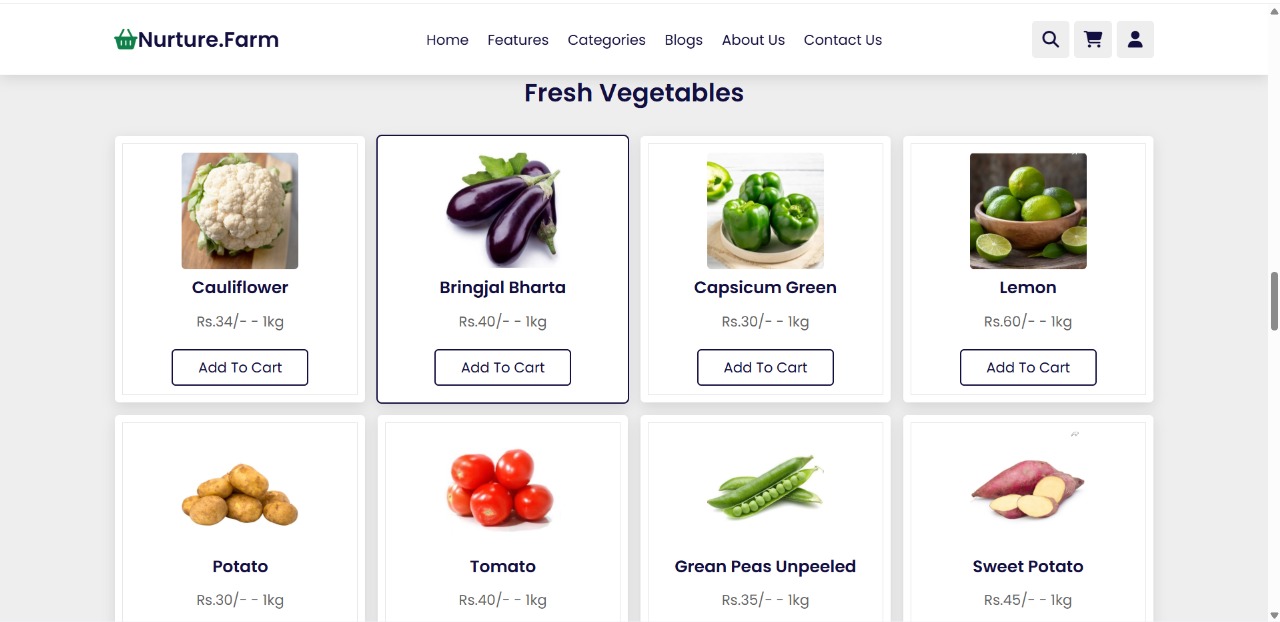 Nurture.Farm
Home Features Categories Blogs About Us Contact Us
Fresh Vegetables
Cauliflower Bringjal Bharta Capsicum Green Lemon
Rs.34/- - 1kg Rs.40/- - 1kg Rs.30/- - 1kg Rs.60/- - 1kg
Add To Cart Add To Cart Add To Cart Add To Cart
Potato Tomato Grean Peas Unpeeled Sweet Potato
Rs.30/- - 1kg Rs.40/- - 1kg Rs.35/- - 1kg Rs.45/- - 1kg